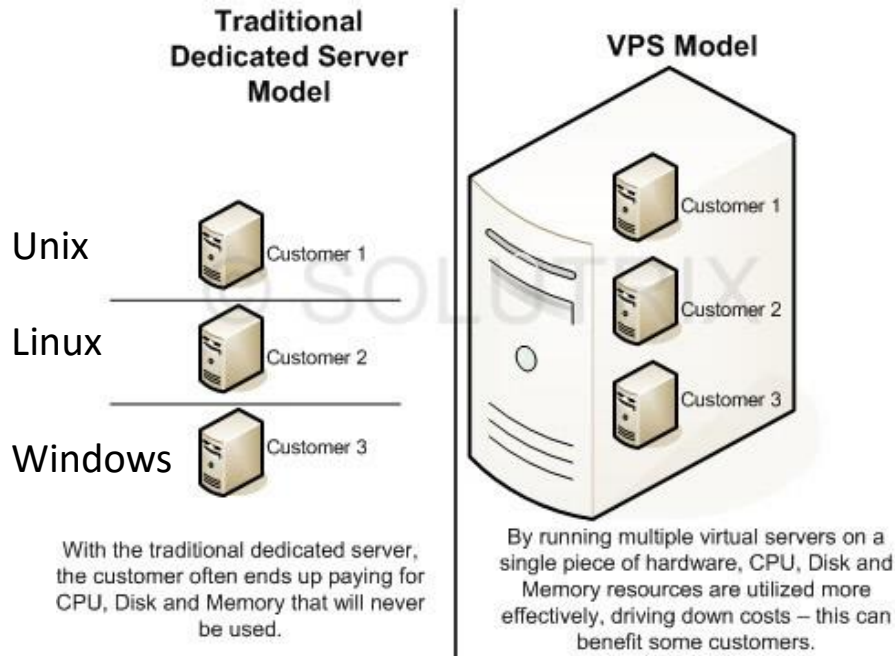 Traditional
Dedicated Server
Model
Unix
Customer 1
Linux
Customer 2
Windows
Customer 3
With the traditional dedicated server,
the customer often ends up paying for
CPU, Disk and Memory that will never
be used.
VPS Model
Customer 1
Customer 2
Customer 3
By running multiple virtual servers on a
single piece of hardware, CPU, Disk and
Memory resources are utilized more
effectively, driving down costs – this can
benefit some customers.
© SOLUTRIX